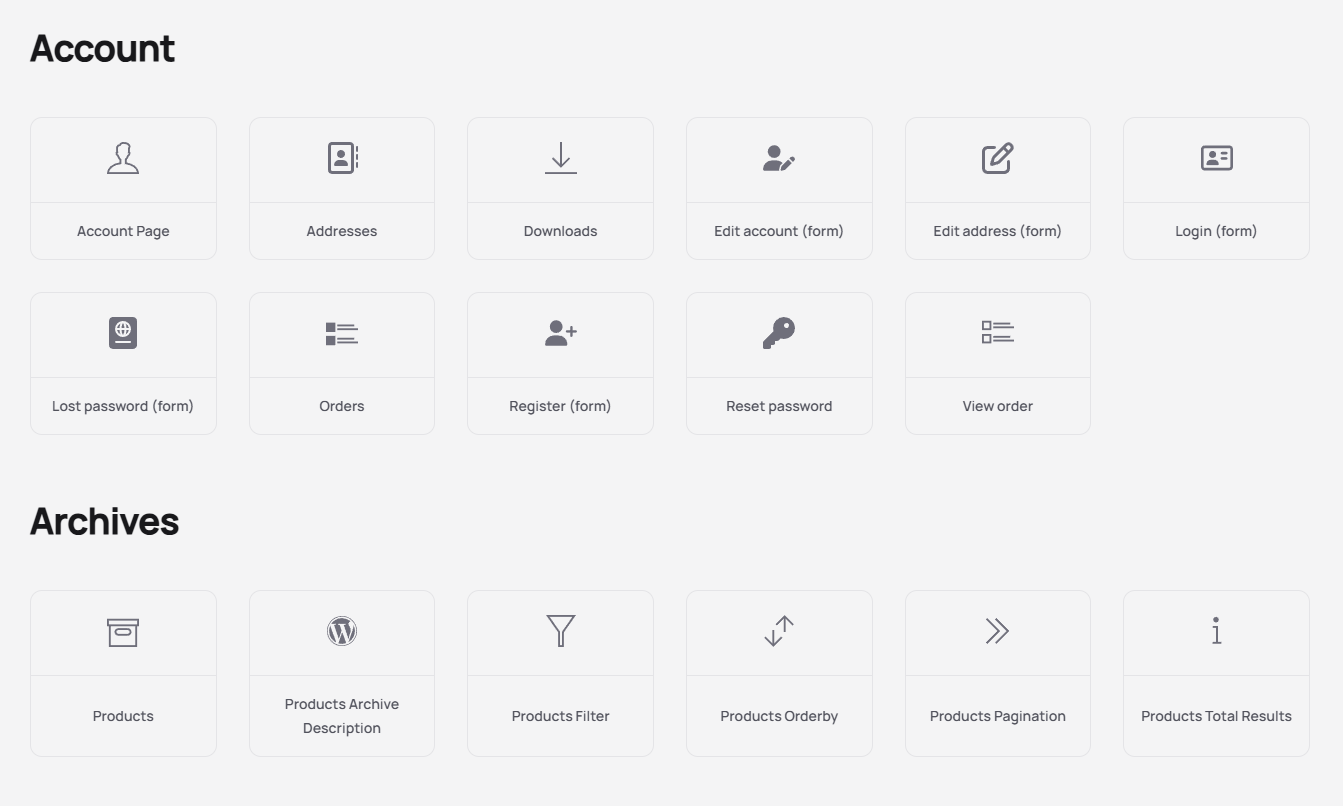 Account
Account Page
Addresses
Downloads
Edit account (form)
Edit address (form)
Login (form)
Lost password (form)
Orders
Register (form)
Reset password
View order
Archives
Products
Products Archive
Description
Products Filter
Products Orderby
Products Pagination
Products Total Results